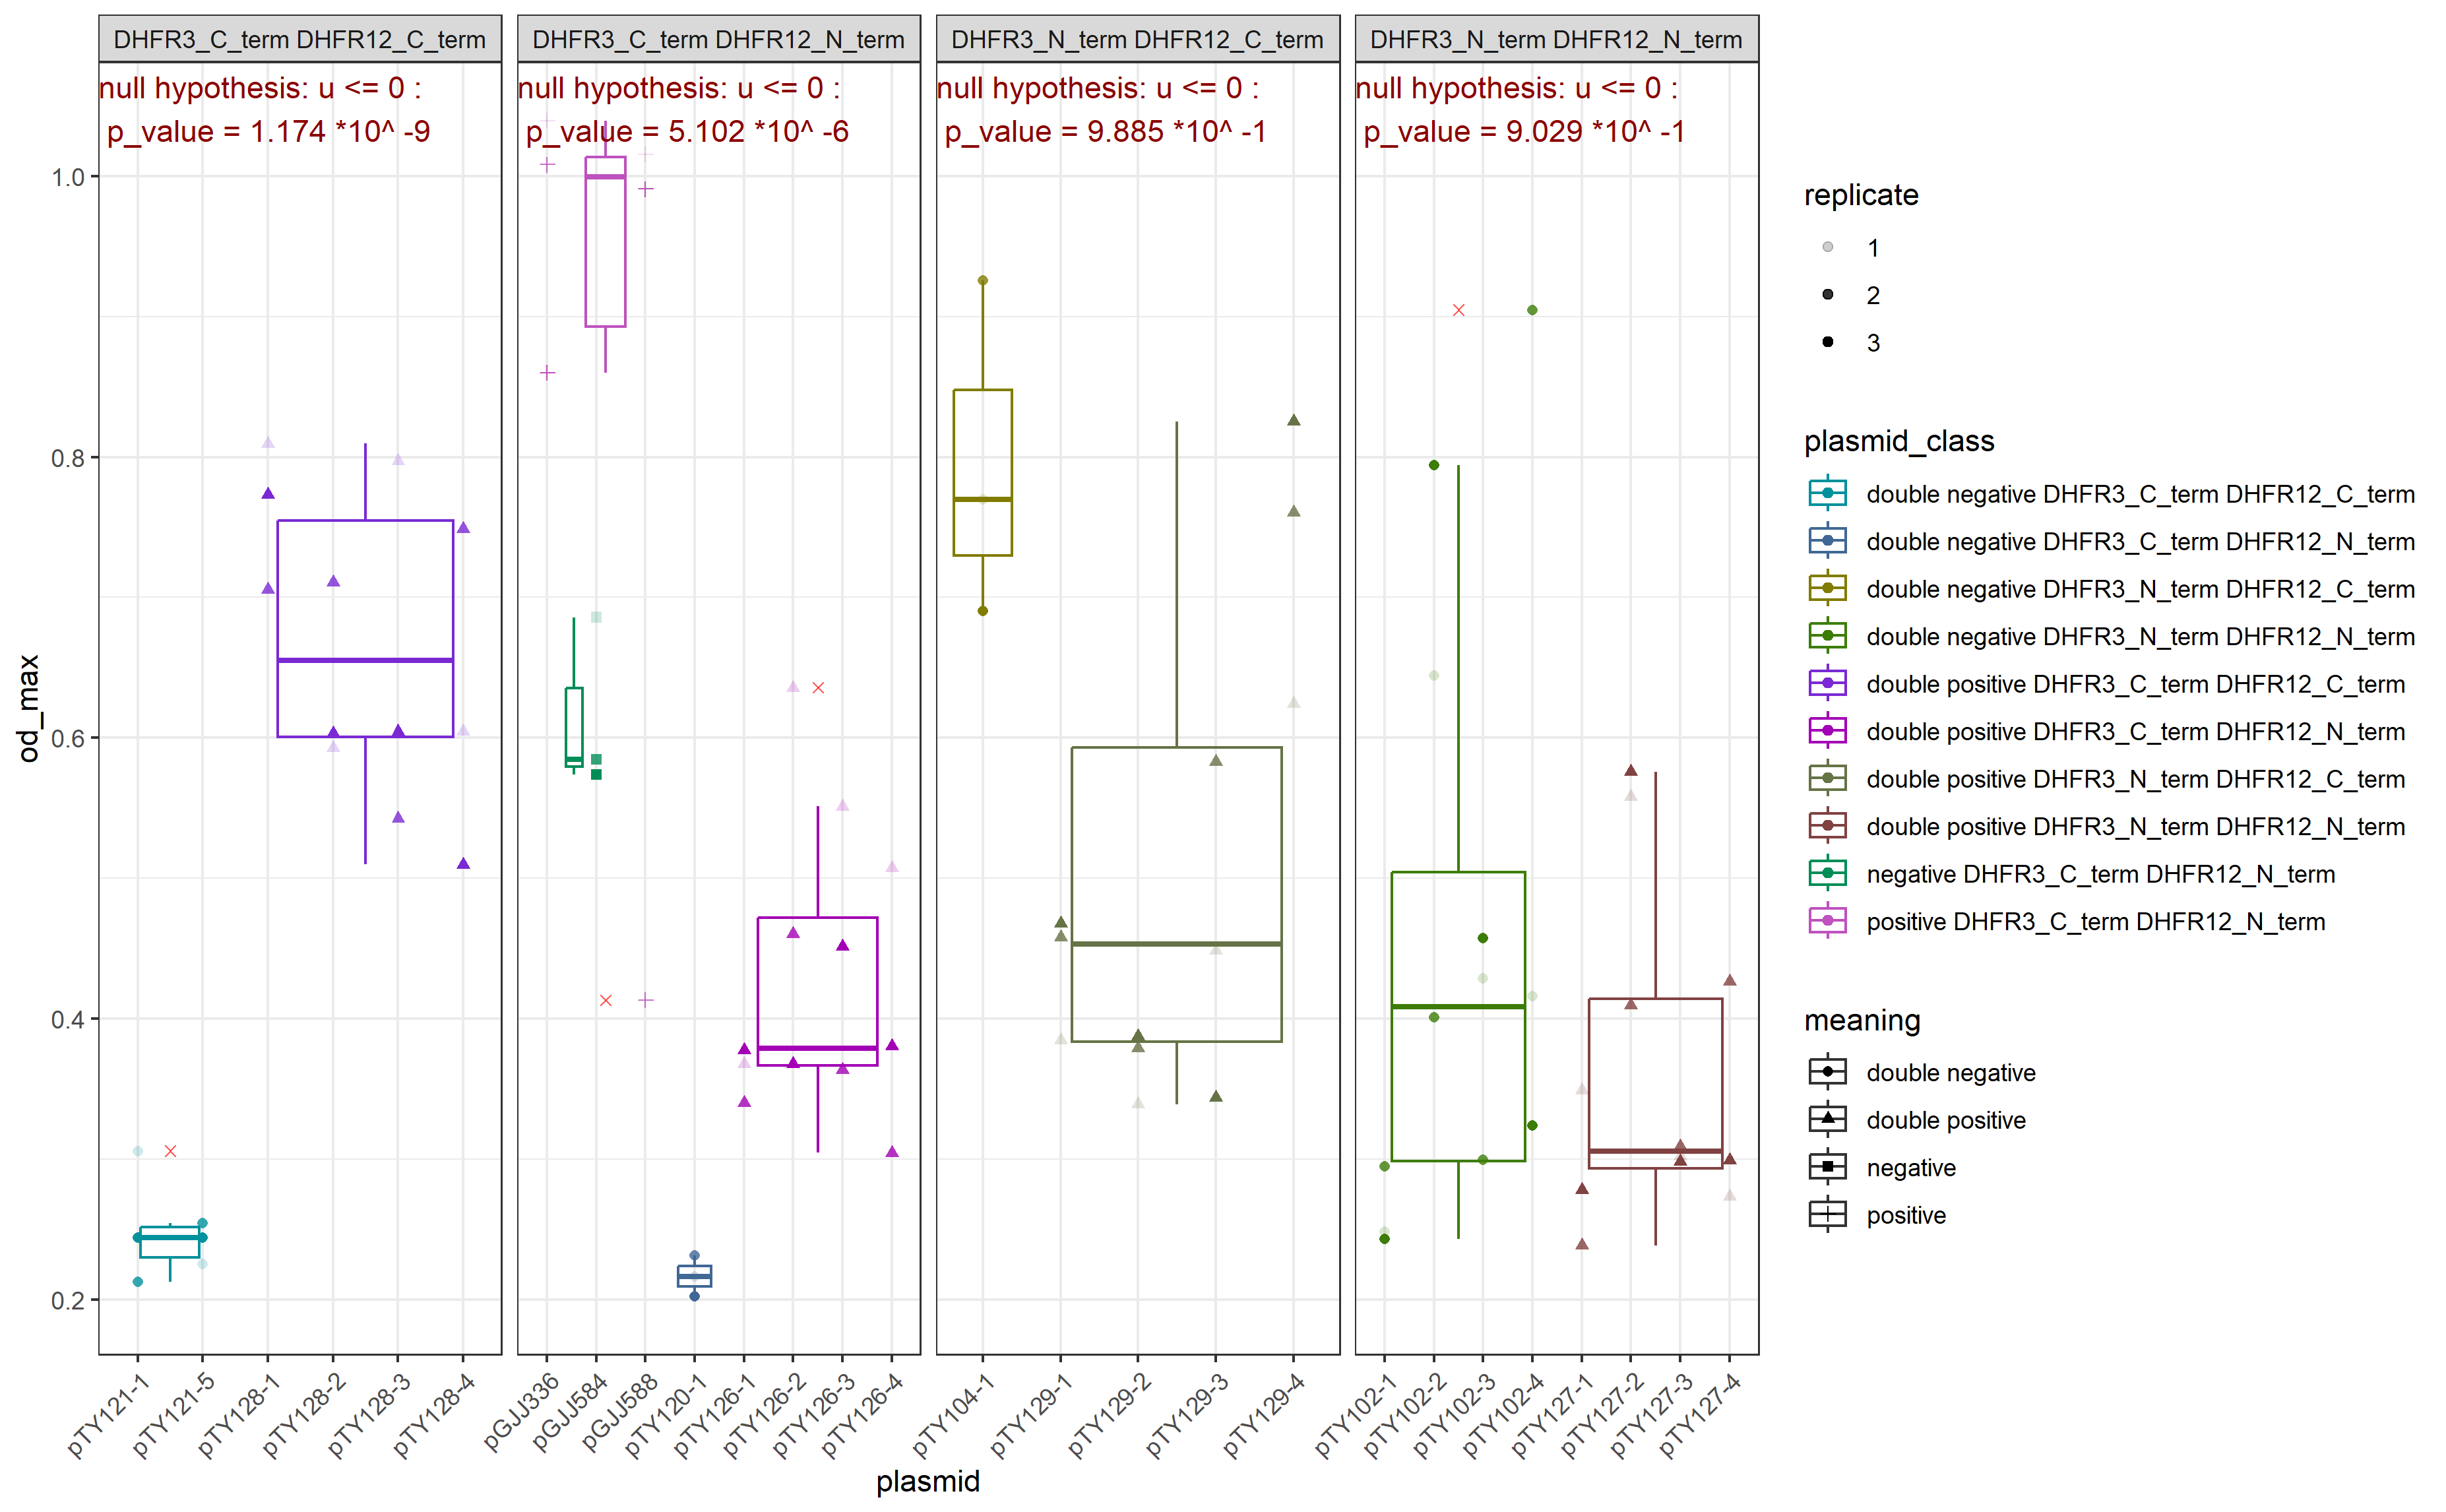 DHFR3_C_term DHFR12_C_term
DHFR3_C_term DHFR12_N_term
DHFR3_N_term DHFR12_C_term
DHFR3_N_term DHFR12_N_term
null hypothesis: u <= 0 :
p_value = 1.174 *10^ -9
null hypothesis: u <= 0 :
p_value = 5.102 *10^ -6
null hypothesis: u <= 0 :
p_value = 9.885 *10^ -1
null hypothesis: u <= 0 :
p_value = 9.029 *10^ -1
od_max
1.0
0.8
0.6
0.4
0.2
pTY121-1
pTY121-5
pTY128-1
pTY128-2
pTY128-3
pTY128-4
pGJJ336
pGJJ584
pGJJ588
pTY120-1
pTY126-1
pTY126-2
pTY126-3
pTY126-4
pTY104-1
pTY129-1
pTY129-2
pTY129-3
pTY129-4
pTY102-1
pTY102-2
pTY102-3
pTY102-4
pTY127-1
pTY127-2
pTY127-3
pTY127-4
plasmid
replicate
1
2
3
plasmid_class
double negative DHFR3_C_term DHFR12_C_term
double negative DHFR3_C_term DHFR12_N_term
double negative DHFR3_N_term DHFR12_C_term
double negative DHFR3_N_term DHFR12_N_term
double positive DHFR3_C_term DHFR12_C_term
double positive DHFR3_C_term DHFR12_N_term
double positive DHFR3_N_term DHFR12_C_term
double positive DHFR3_N_term DHFR12_N_term
negative DHFR3_C_term DHFR12_N_term
positive DHFR3_C_term DHFR12_N_term
meaning
double negative
double positive
negative
positive